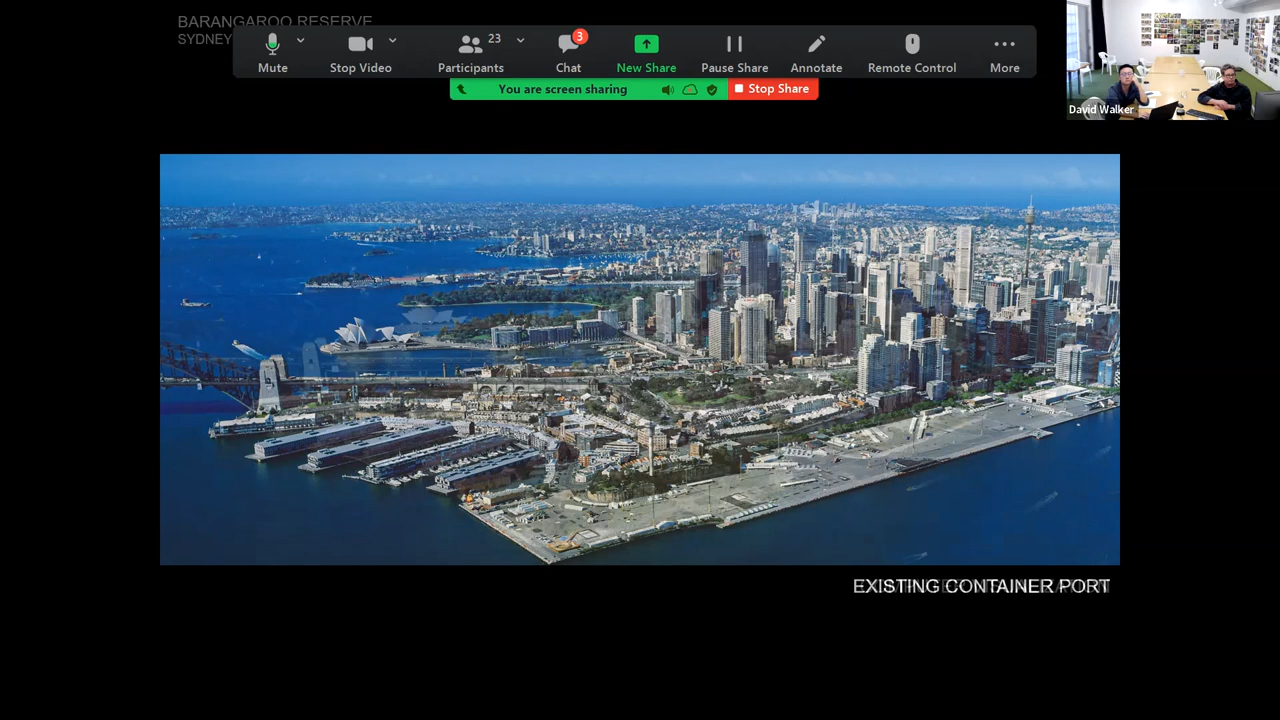 BARANGAROO RESERVE
SYDNEY
23
3
Mute
Stop Video
Participants
Chat
New Share
Pause Share
Annotate
Remote Control
More
You are screen sharing
Stop Share
David Walker
EXISTING CONTAINER PORT